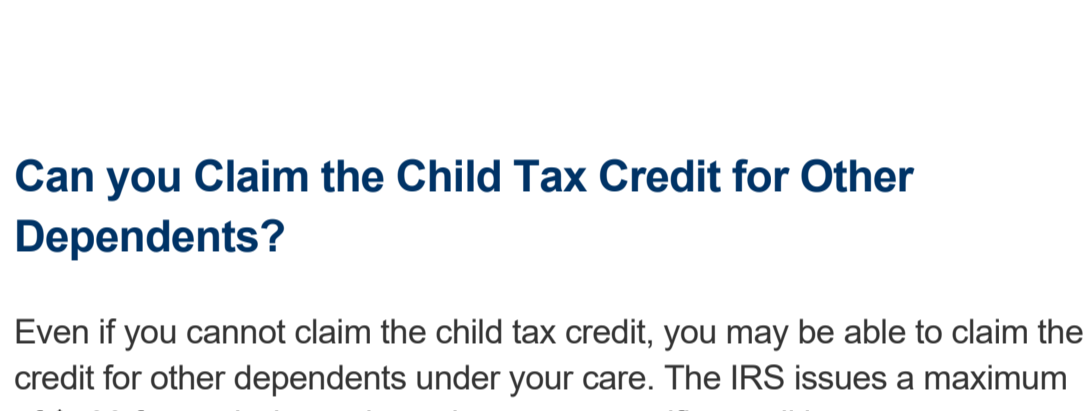 Can you Claim the Child Tax Credit for Other
Dependents?
Even if you cannot claim the child tax credit, you may be able to claim the
credit for other dependents under your care. The IRS issues a maximum